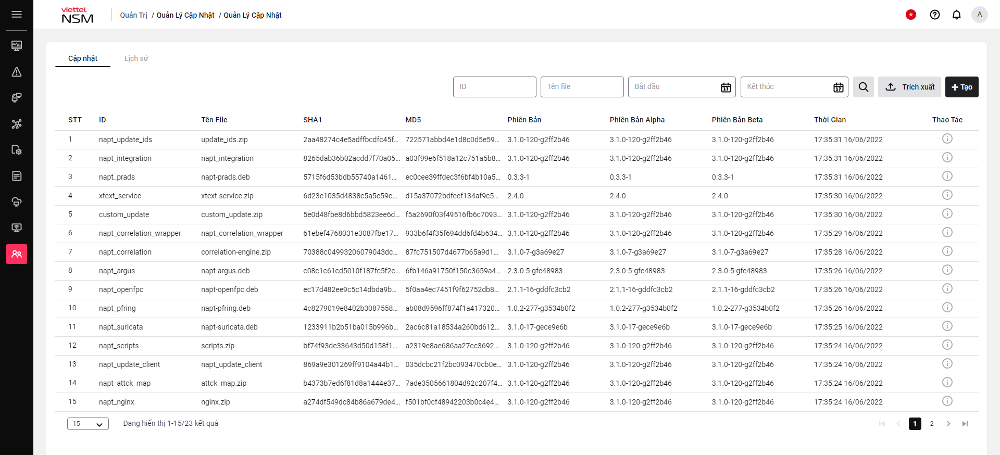 viettel
NSM
Quản Trị / Quản Lý Cập Nhật / Quản Lý Cập Nhật
A
Cập nhật Lịch sử
ID Tên file Bắt đầu Kết thúc Trích xuất Tạo
STT ID Tên File SHA1 MD5 Phiên Bản Phiên Bản Alpha Phiên Bản Beta Thời Gian Thao Tác
1 napt_update_ids update_ids.zip 2aa48274c4e5adffbcdfc45f... 722571abbd4e1d8c0d5e59... 3.1.0-120-g2ff2b46 3.1.0-120-g2ff2b46 3.1.0-120-g2ff2b46 17:35:31 16/06/2022
2 napt_integration napt_integration 8265dab36b02acdd7f70a05... a03f99e6f518a12c751a5b8... 3.1.0-120-g2ff2b46 3.1.0-120-g2ff2b46 3.1.0-120-g2ff2b46 17:35:31 16/06/2022
3 napt_prads napt-prads.deb 5715f6d53bdb55740a1461... ec0cee39ffdec3f6bf4b10a5... 0.3.3-1 0.3.3-1 0.3.3-1 17:35:31 16/06/2022
4 xtext_service xtext-service.zip 6d23e1035d4838c5a5e59e... d15a37072bdfeef134af9c5... 2.4.0 2.4.0 2.4.0 17:35:30 16/06/2022
5 custom_update custom_update.zip 5e0d48fbe8d6bbd5823ee6d... f5a2690f03f49516fb6c7093... 3.1.0-120-g2ff2b46 3.1.0-120-g2ff2b46 3.1.0-120-g2ff2b46 17:35:30 16/06/2022
6 napt_correlation_wrapper napt_correlation_wrapper 61ebef4768031e3087fbe17... 933b6f4f35f694dd6fd4b634... 3.1.0-120-g2ff2b46 3.1.0-120-g2ff2b46 3.1.0-120-g2ff2b46 17:35:29 16/06/2022
7 napt_correlation correlation-engine.zip 70388c04993206079043dc... 87fc751507d4677b65a9d1... 3.1.0-7-g3a69e27 3.1.0-7-g3a69e27 3.1.0-7-g3a69e27 17:35:28 16/06/2022
8 napt_argus napt-argus.deb c08c1c61cd5010f187fc5f2c... 6fb146a91750f150c3659a4... 2.3.0-5-gfe48983 2.3.0-5-gfe48983 2.3.0-5-gfe48983 17:35:26 16/06/2022
9 napt_openfpc napt-openfpc.deb ec17d482ee9c5c14dbda9b... 5f0aa4ec7451f9f62752db8... 2.1.1-16-gddfc3cb2 2.1.1-16-gddfc3cb2 2.1.1-16-gddfc3cb2 17:35:26 16/06/2022
10 napt_pfring napt-pfring.deb 4c8279019e8402b3087558... ab08d9596ff874f1a417320... 1.0.2-277-g3534b0f2 1.0.2-277-g3534b0f2 1.0.2-277-g3534b0f2 17:35:26 16/06/2022
11 napt_suricata napt-suricata.deb 1233911b2b51ba015b996b... 2ac6c81a18534a260bd612... 3.1.0-17-gece9e6b 3.1.0-17-gece9e6b 3.1.0-17-gece9e6b 17:35:25 16/06/2022
12 napt_scripts scripts.zip bf74f93de33643d50d158f1... a2319e8ae686aa27cc3692... 3.1.0-120-g2ff2b46 3.1.0-120-g2ff2b46 3.1.0-120-g2ff2b46 17:35:24 16/06/2022
13 napt_update_client napt_update_client 869a9e301269ff9104a44b1... 035dcbc21f2bc093470cb0e... 3.1.0-120-g2ff2b46 3.1.0-120-g2ff2b46 3.1.0-120-g2ff2b46 17:35:24 16/06/2022
14 napt_attck_map attck_map.zip b4373b7ed6f81d8a1444e37... 7ade3505661804d92c207f4... 3.1.0-120-g2ff2b46 3.1.0-120-g2ff2b46 3.1.0-120-g2ff2b46 17:35:24 16/06/2022
15 napt_nginx nginx.zip a274df549dc84b86a679de4... f501bf0cf48942203b0c4e4... 3.1.0-120-g2ff2b46 3.1.0-120-g2ff2b46 3.1.0-120-g2ff2b46 17:35:24 16/06/2022
15 Đang hiển thị 1-15/23 kết quả 1 2